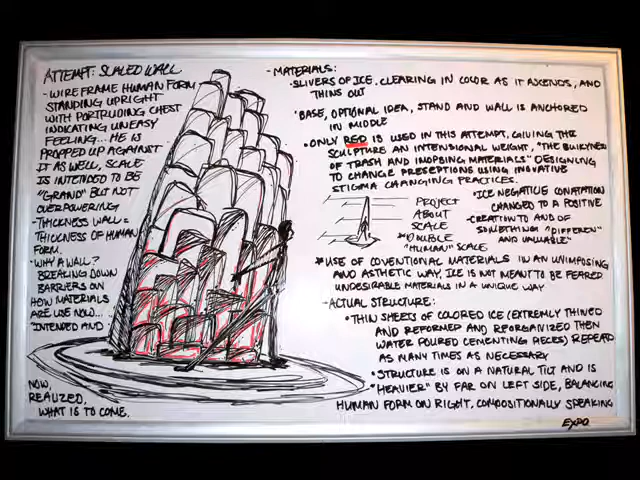 ATTEMPT: SCALED WALL
- WIRE FRAME HUMAN FORM
STANDING UPRIGHT
WITH PORTRUDING CHEST
INDICATING UNEASY
FEELING... HE IS
PROPPED UP AGAINST
IT AS WELL, SCALE
IS INTENDED TO BE
"GRAND" BUT NOT
OVERPOWERING
- THICKNESS WALL =
THICKNESS OF HUMAN
FORM.
- WHY A WALL?
BREAKING DOWN
BARRIERS ON
HOW MATERIALS
ARE USE NOW...
"INTENDED AND
NOW,
REALIZED,
WHAT IS TO COME.
- MATERIALS:
• SLIVERS OF ICE. CLEARING IN COLOR AS IT ASCENDS, AND
THINS OUT
• BASE, OPTIONAL IDEA, STAND AND WALL IS ANCHORED
IN MIDDLE
• ONLY RED IS USED IN THIS ATTEMPT, GIVING THE
SCULPTURE AN INTENSIONAL WEIGHT, "THE BULKYNESS
OF TRASH AND IMOPSING MATERIALS" DESIGNING
TO CHANGE PERSEPTIONS USING INOVATIVE
STIGMA CHANGING PRACTICES.
PROJECT
ABOUT
SCALE
*DOUBLE
"HUMAN" SCALE
• ICE NEGATIVE CONATATION
CHANGED TO A POSITIVE
- CREATION TO AND OF
SOMETHING "DIFFERENT"
AND VALUABLE"
* USE OF COVENTIONAL MATERIALS IN AN UNIMPOSING
AND ASTHETIC WAY, ICE IS NOT MEANT TO BE FEARED
UNDESIRABLE MATERIALS IN A UNIQUE WAY
- ACTUAL STRUCTURE:
• THIN SHEETS OF COLORED ICE (EXTREMLY THINED
AND REFORMED AND REORGANIZED THEN
WATER POURED CEMENTING PIECES) REPEAT
AS MANY TIMES AS NECESSARY
• STRUCTURE IS ON A NATURAL TILT AND IS
"HEAVIER" BY FAR ON LEFT SIDE, BALANCING
HUMAN FORM ON RIGHT, COMPOSITIONALLY SPEAKING
EXPO